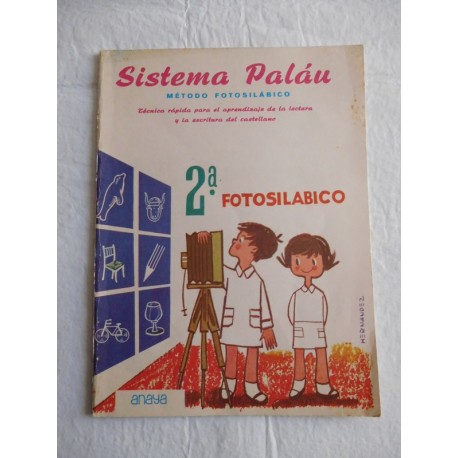 Sistema Paláu
MÉTODO FOTOSILÁBICO
Técnica rápida para el aprendizaje de la lectura
y la escritura del castellano
2ª FOTOSILABICO
HERNANDEZ
anaya